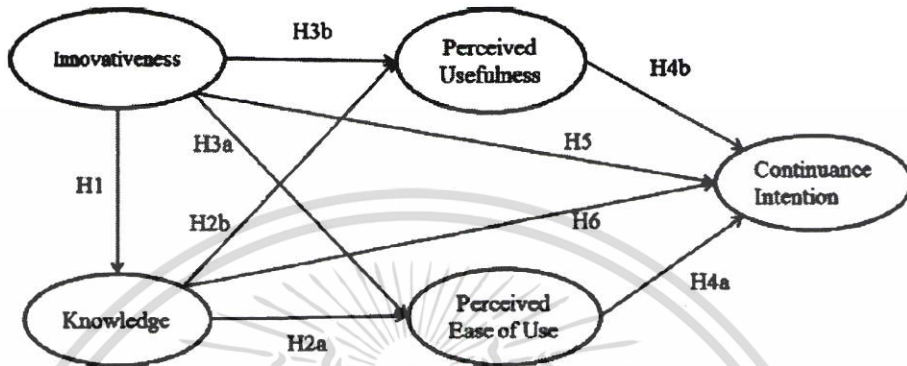 H3b
Innovativeness
Perceived
Usefulness
H4b
H3a
H5
Continuance
Intention
H1
H2b
H6
H4a
Knowledge
H2a
Perceived
Ease of Use